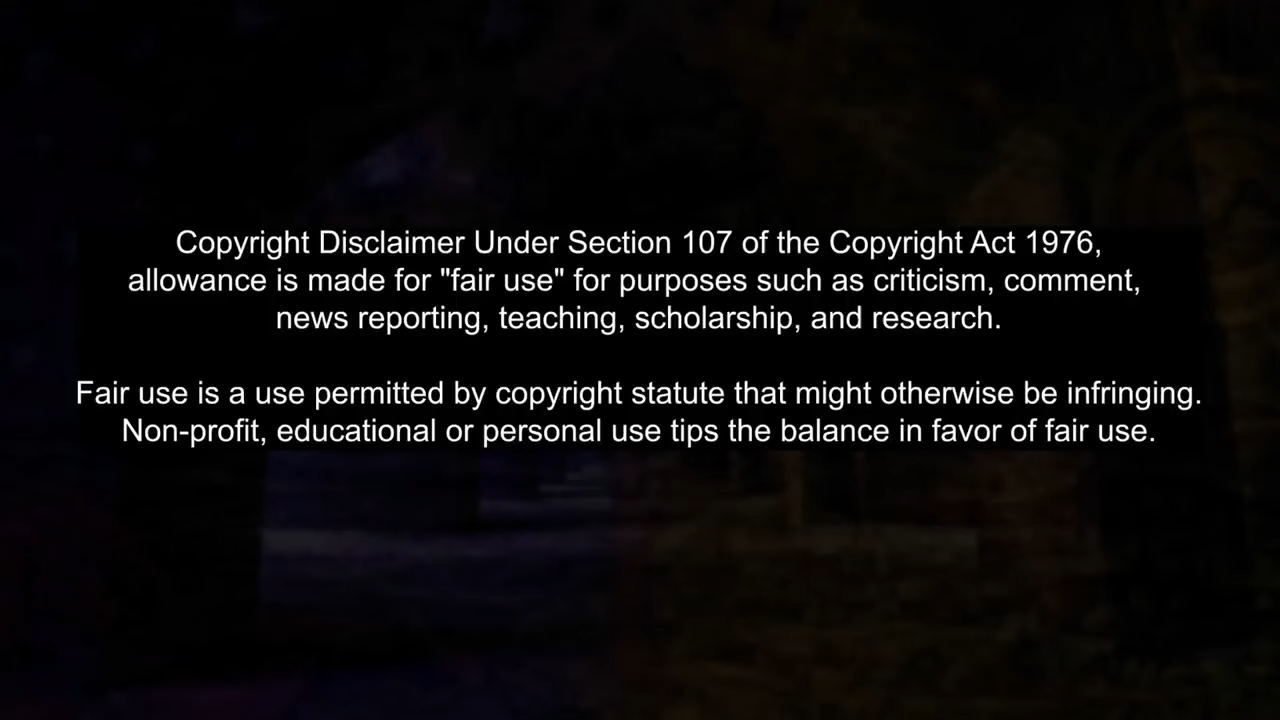 Copyright Disclaimer Under Section 107 of the Copyright Act 1976,
allowance is made for "fair use" for purposes such as criticism, comment,
news reporting, teaching, scholarship, and research.
Fair use is a use permitted by copyright statute that might otherwise be infringing.
Non-profit, educational or personal use tips the balance in favor of fair use.